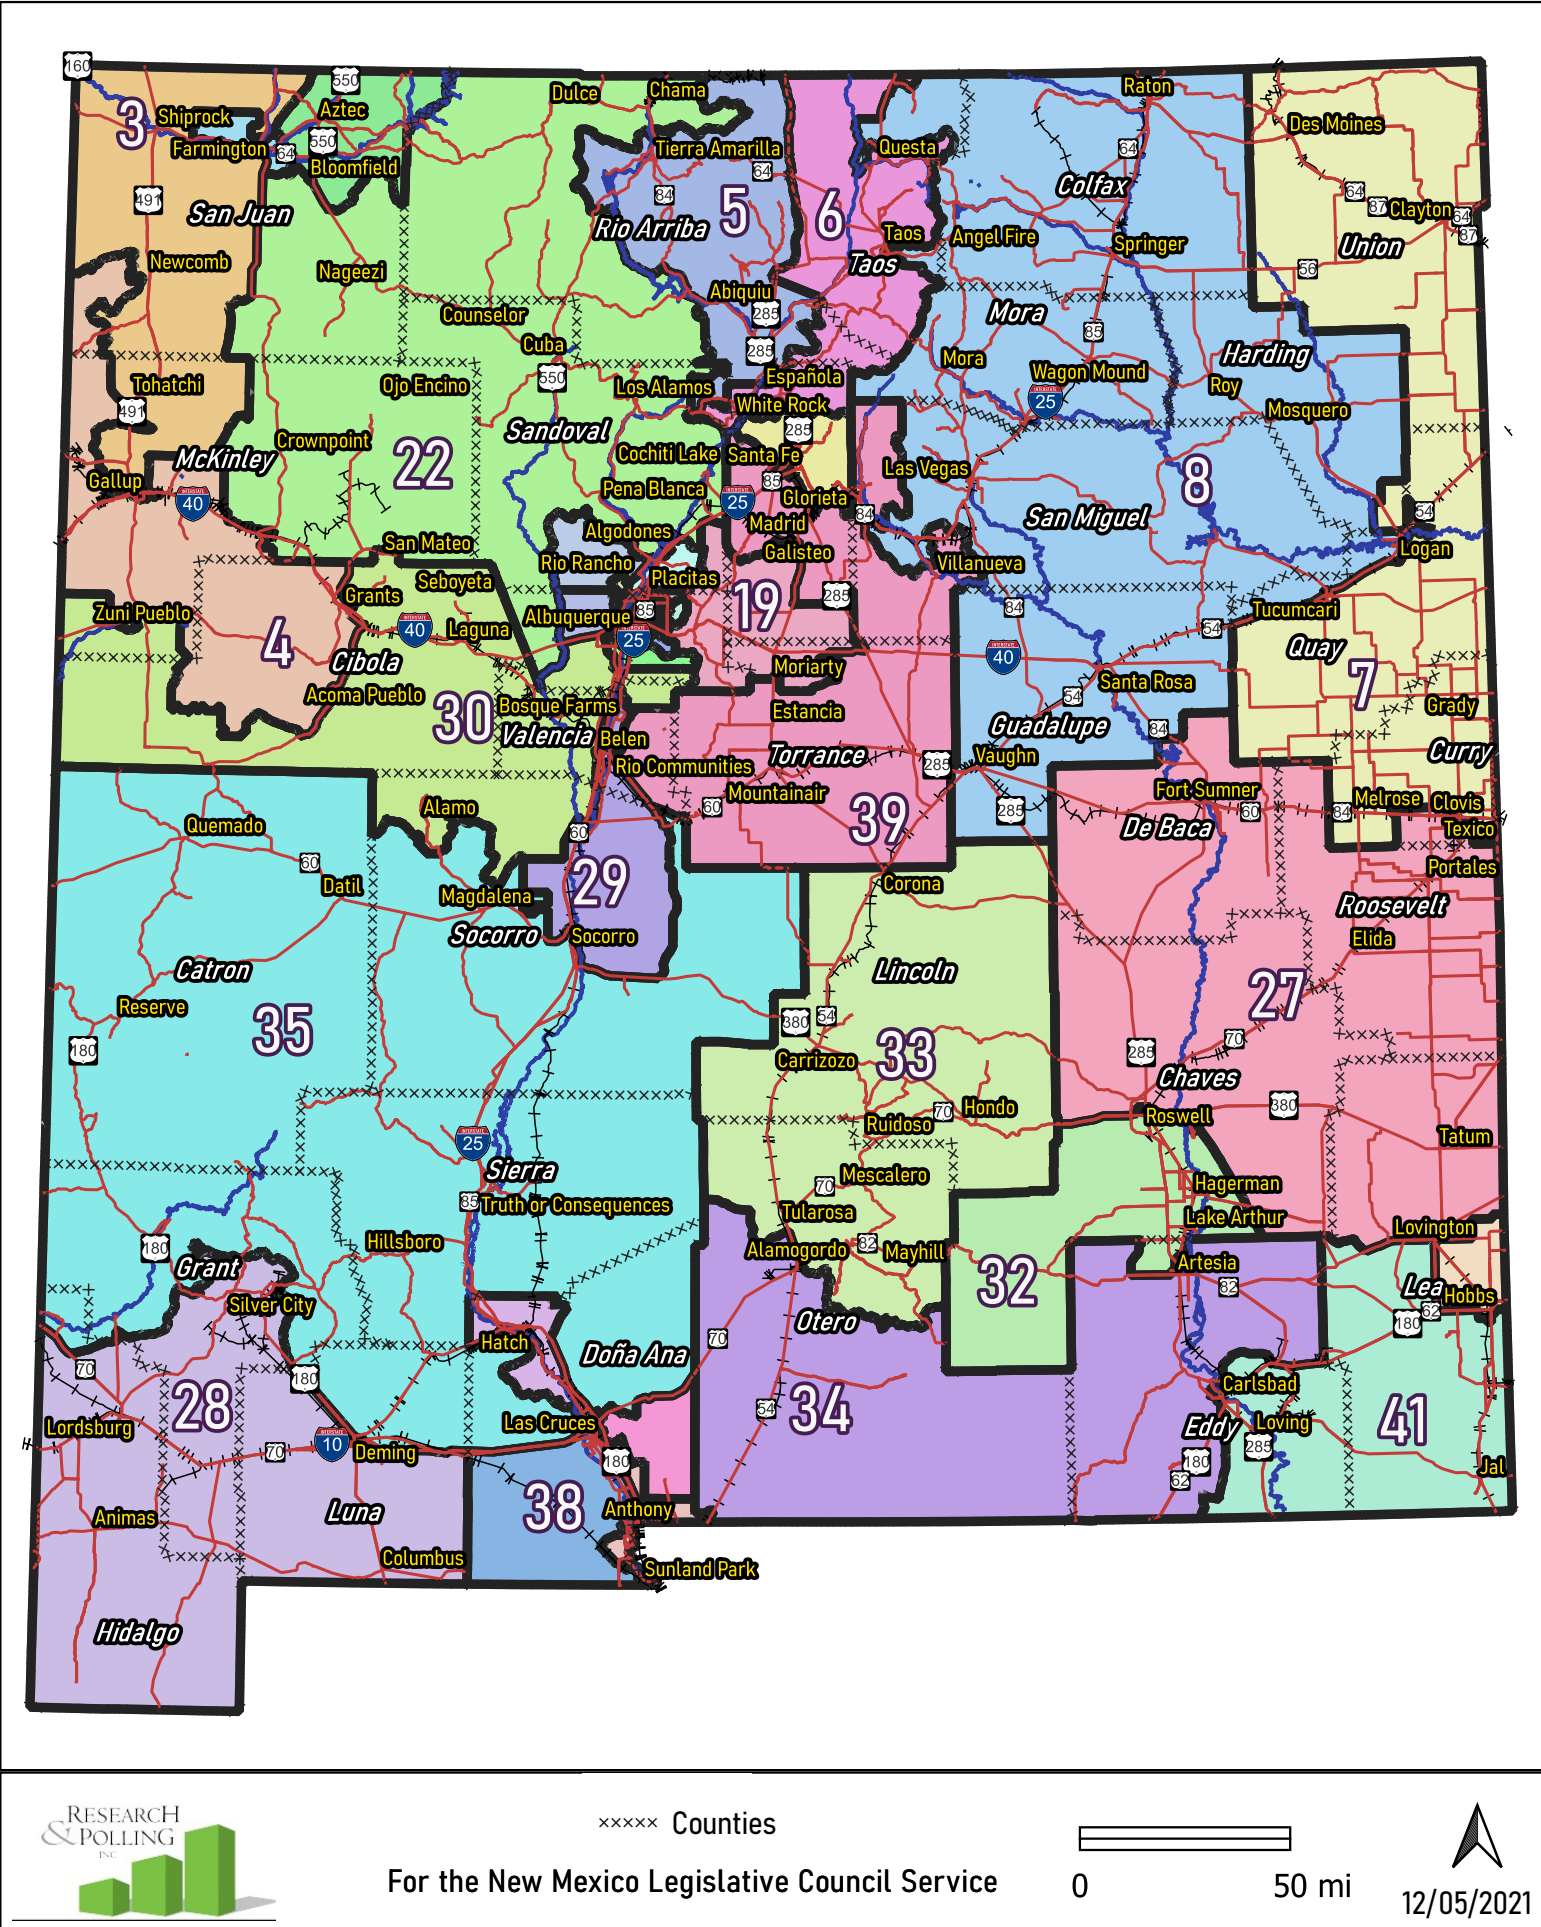 160
550
Dulce
Chama
Raton
3
Shiprock
Aztec
Des Moines
Farmington
64
550
Tierra Amarilla
Questa
64
Bloomfield
64
491
San Juan
84
5
6
Colfax
64
87
Clayton
64
Rio Arriba
Taos
Angel Fire
Springer
87
Union
Newcomb
Nageezi
Taos
56
Abiquiu
285
Counselor
Mora
85
Cuba
285
Mora
Harding
Tohatchi
Ojo Encino
550
Los Alamos
Española
Wagon Mound
Roy
491
White Rock
INTERSTATE
25
Mosquero
Crownpoint
Sandoval
285
McKinley
22
Cochiti Lake
Santa Fe
Las Vegas
8
Gallup
INTERSTATE
40
Pena Blanca
85
INTERSTATE
25
Glorieta
84
San Miguel
54
Algodones
Madrid
San Mateo
Galisteo
Logan
Rio Rancho
Villanueva
Seboyeta
Placitas
Grants
285
84
Tucumcari
Zuni Pueblo
Albuquerque
85
19
INTERSTATE
40
Laguna
INTERSTATE
25
54
4
Cibola
INTERSTATE
40
Quay
Moriarty
7
Acoma Pueblo
Santa Rosa
54
30
Bosque Farms
Estancia
Grady
Valencia
Belen
Guadalupe
84
Torrance
Vaughn
Curry
Rio Communities
285
Mountainair
Fort Sumner
Alamo
60
39
285
60
84
Melrose
Clovis
Quemado
60
De Baca
Texico
60
Datil
29
Corona
Portales
Magdalena
Roosevelt
Socorro
Socorro
Elida
Catron
Lincoln
Reserve
35
380
54
27
180
Carrizozo
33
285
70
Chaves
Ruidoso
70
Hondo
380
Roswell
INTERSTATE
25
Tatum
Sierra
Mescalero
70
Hagerman
85
Truth or Consequences
Tularosa
Lake Arthur
Lovington
180
Hillsboro
Alamogordo
82
Mayhill
Artesia
Grant
32
82
Lea
Hobbs
Silver City
62
Otero
180
Hatch
70
Doña Ana
70
180
Carlsbad
28
34
54
41
Lordsburg
Las Cruces
Eddy
Loving
INTERSTATE
10
70
Deming
180
285
180
Jal
62
Animas
Luna
38
Anthony
Columbus
Sunland Park
Hidalgo
RESEARCH
& POLLING
INC
Counties
For the New Mexico Legislative Council Service
0
50 mi
12/05/2021